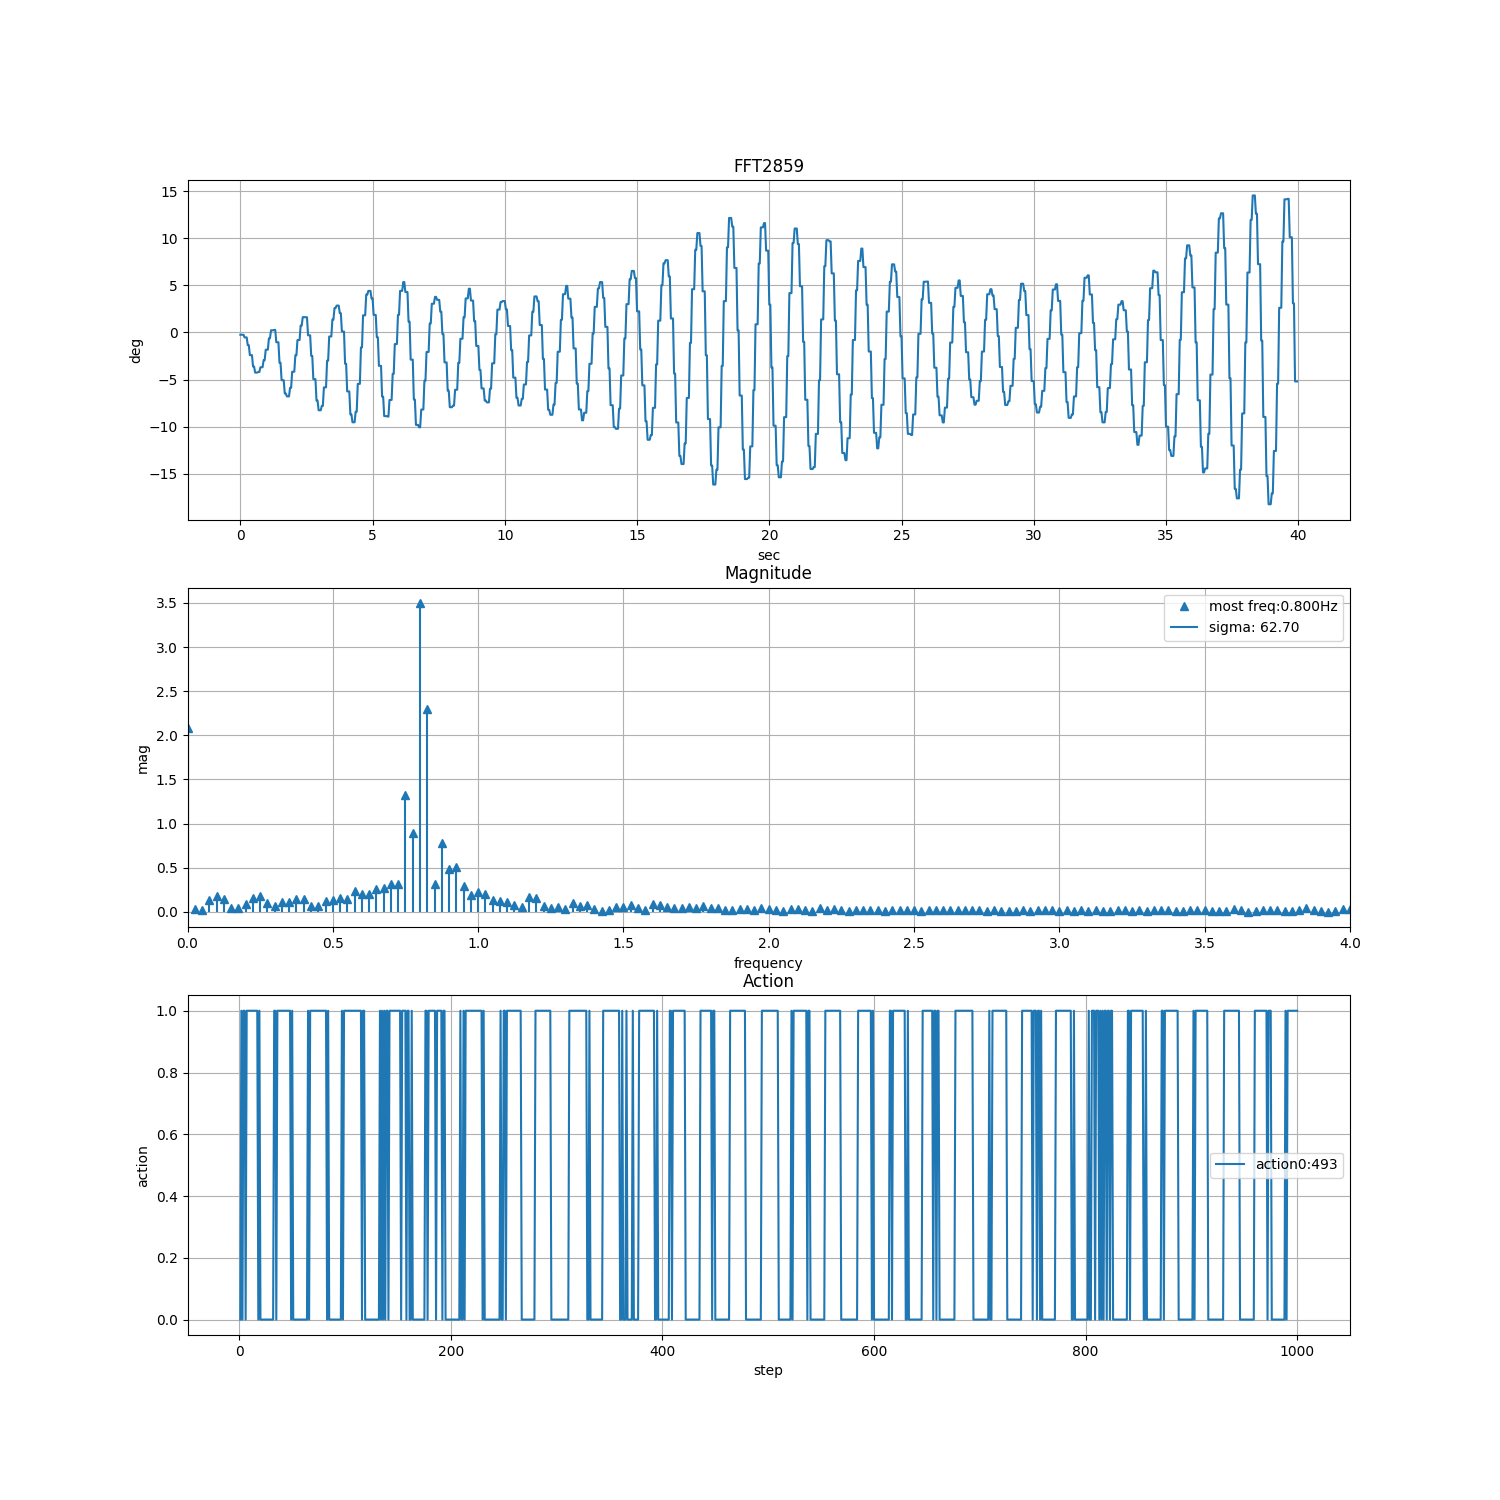 FFT2859
15
10
5
0
−5
−10
−15
deg
0 5 10 15 20 25 30 35 40
sec
Magnitude
3.5
3.0
2.5
2.0
1.5
1.0
0.5
0.0
mag
most freq:0.800Hz
sigma: 62.70
0.0 0.5 1.0 1.5 2.0 2.5 3.0 3.5 4.0
frequency
Action
1.0
0.8
0.6
0.4
0.2
0.0
action
action0:493
0 200 400 600 800 1000
step